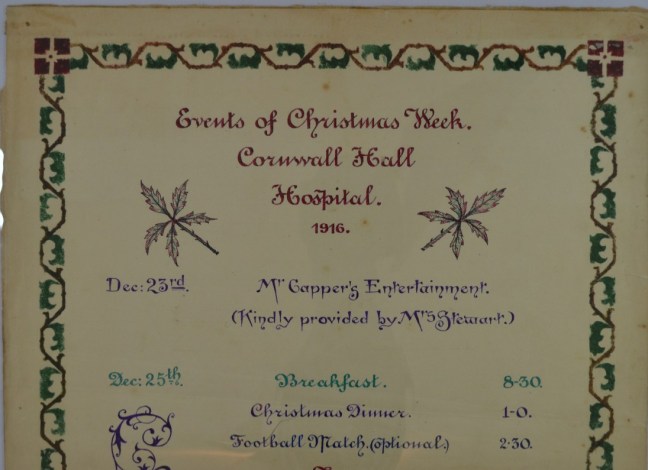 Events of Christmas Week.
Cornwall Hall
Hospital.
1916.
Dec: 23rd. Mr Capper's Entertainment.
(Kindly provided by Mrs Stewart.)
Dec: 25th. Breakfast. 8-30.
Christmas Dinner. 1-0.
Football Match. (optional.) 2-30.